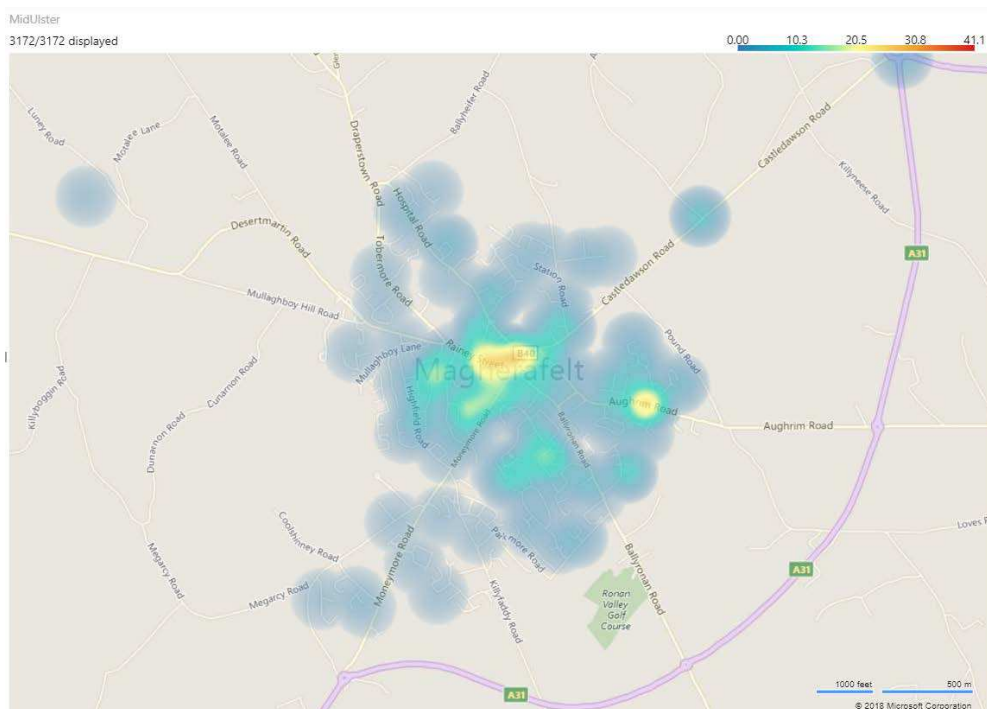 MidUlster
3172/3172 displayed
0.00 10.3 20.5 30.8 41.1
Luney Road
Motalee Lane
Motalee Road
Draperstown Road
Ballyheifer Road
Castledawson Road
Killyneese Road
Hospital Road
Desertmartin Road
Tobermore Road
A31
Station Road
Castledawson Road
Mullaghboy Hill Road
Pound Road
Mullaghboy Lane
Rainey Street
B40
Magherafelt
Killyboggin Road
Dunarnon Road
Highfield Road
Aughrim Road
Aughrim Road
Dunarnon Road
Moneymore Road
Ballyronan Road
Coolshinney Road
Parkmore Road
Loves
Megarcy Road
Moneymore Road
Ballyronan Road
A31
Megarcy Road
Killyfaddy Road
Ronan
Valley
Golf
Course
A31
1000 feet 500 m
© 2018 Microsoft Corporation